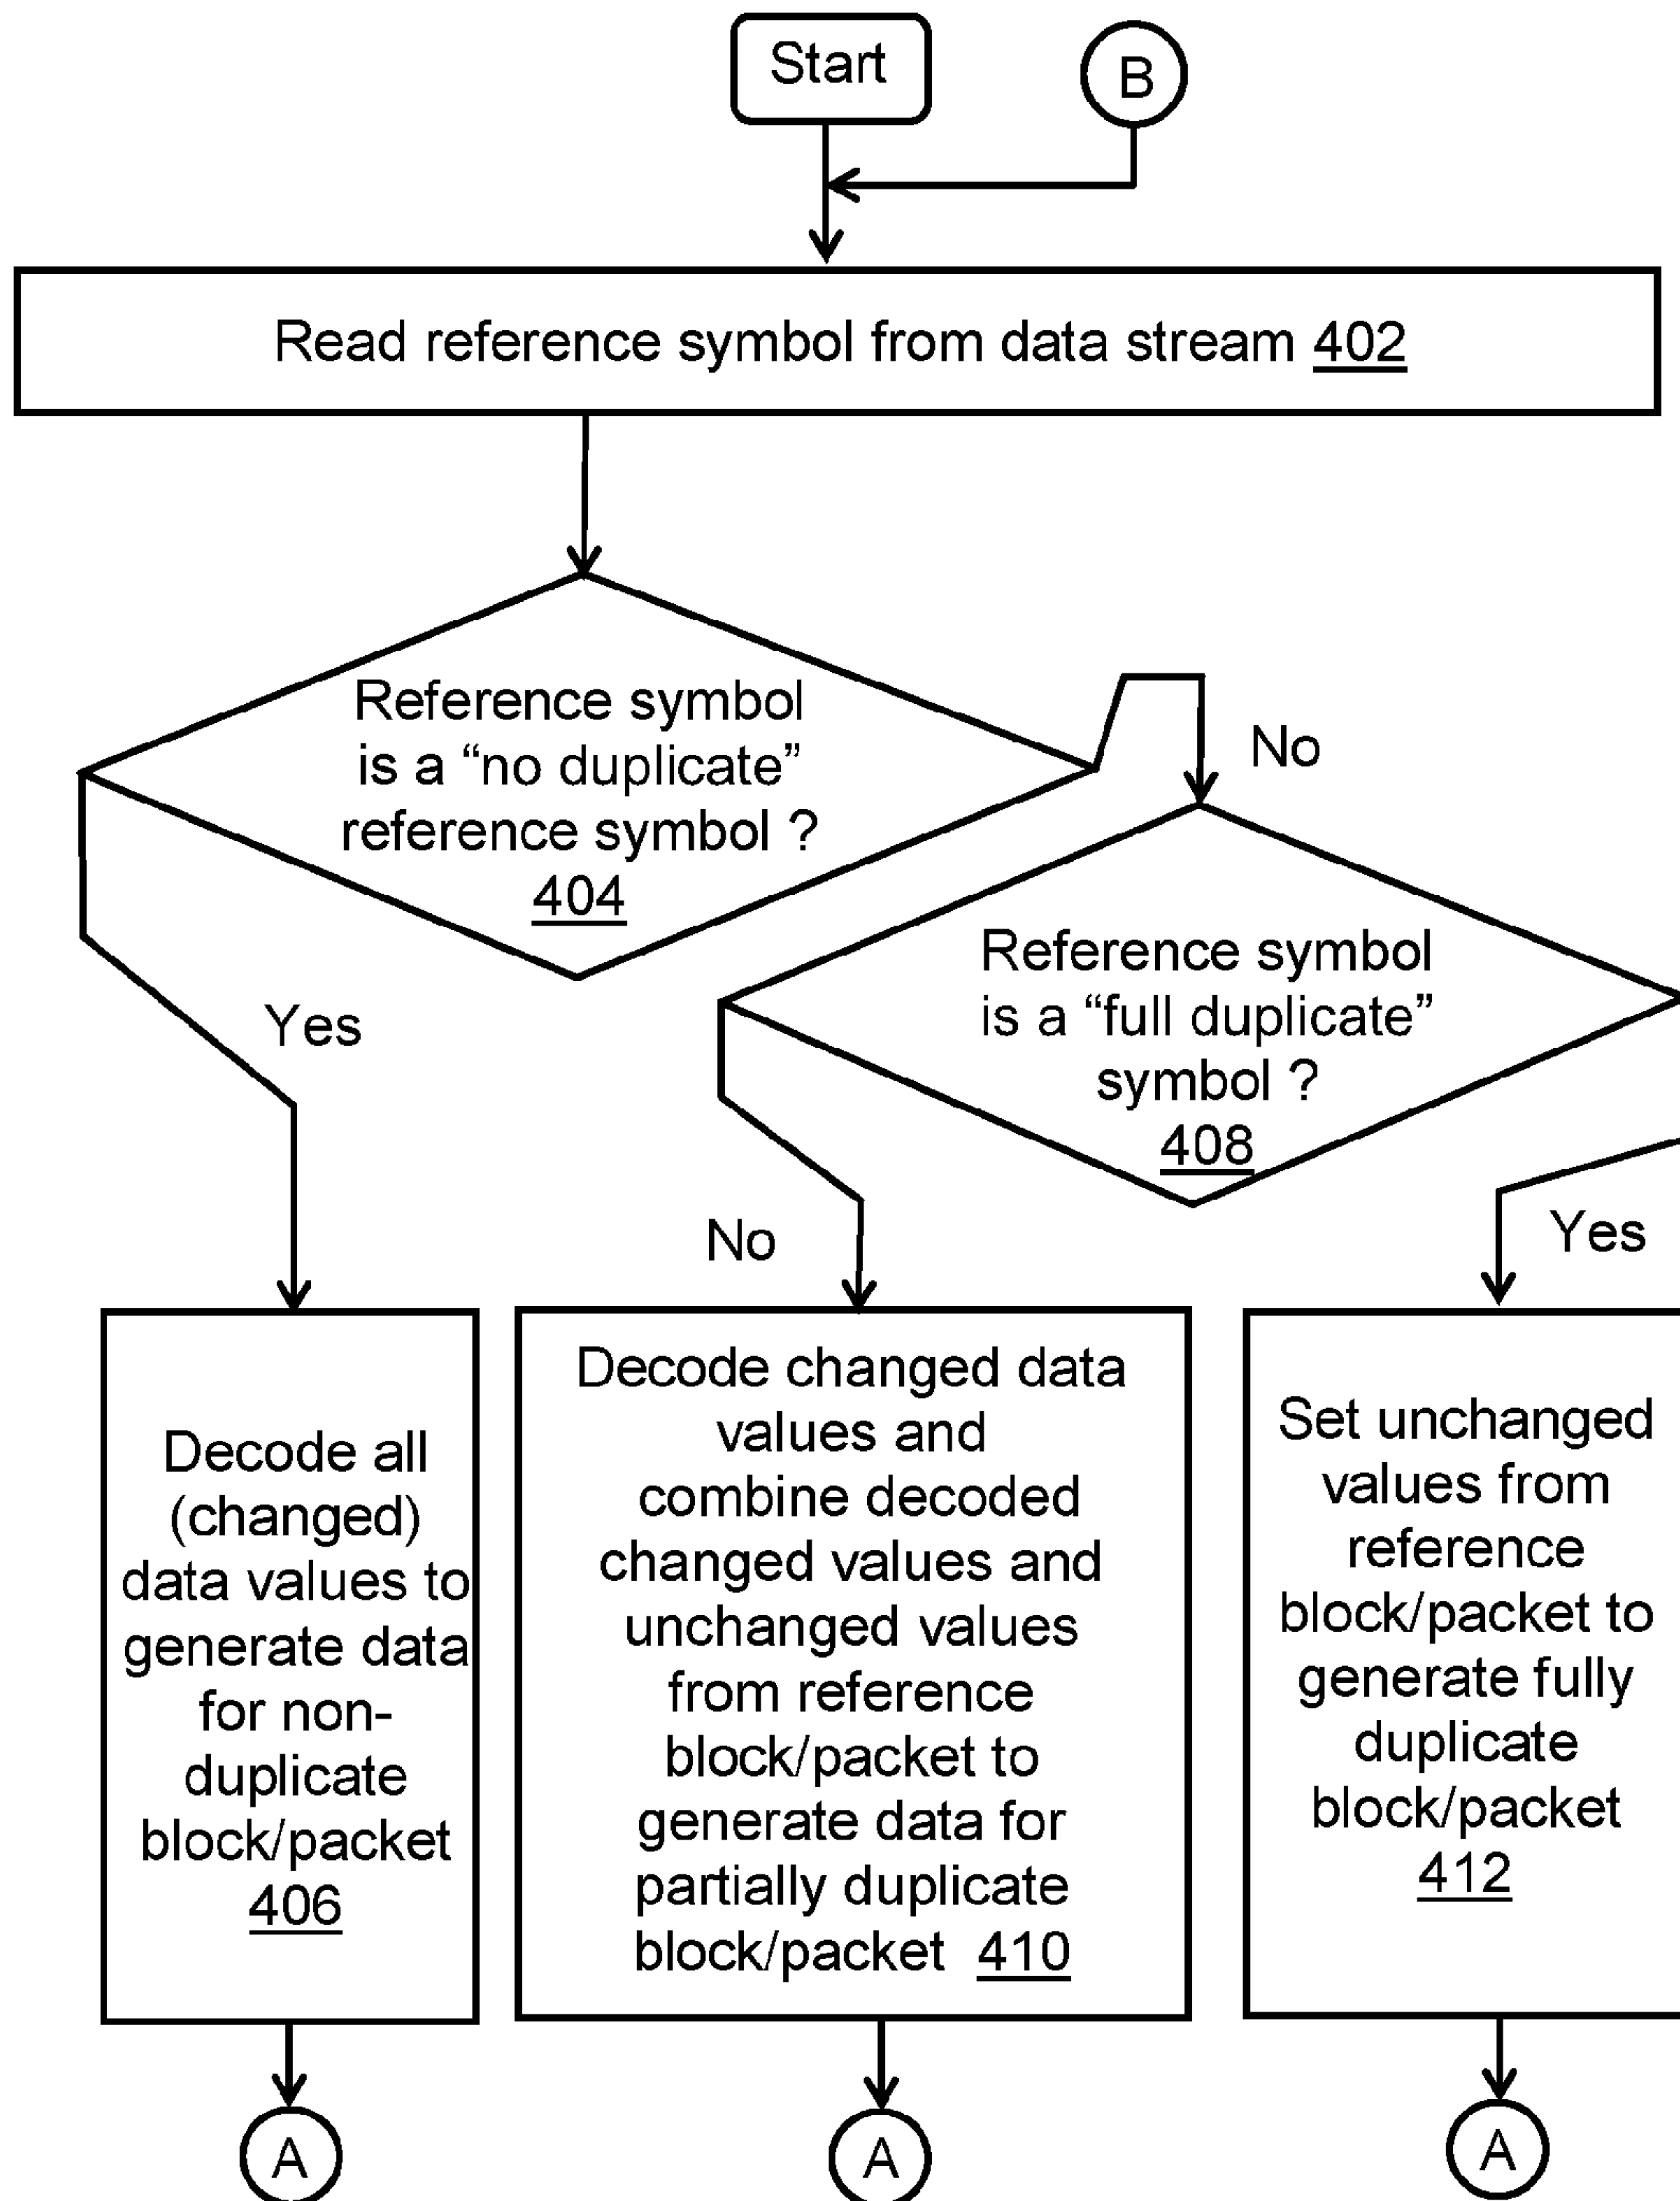 Start
B
Read reference symbol from data stream 402
Reference symbol
is a “no duplicate”
reference symbol ?
404
No
Reference symbol
is a “full duplicate”
symbol ?
408
Yes
No
Yes
Decode all
(changed)
data values to
generate data
for non-
duplicate
block/packet
406
Decode changed data
values and
combine decoded
changed values and
unchanged values
from reference
block/packet to
generate data for
partially duplicate
block/packet 410
Set unchanged
values from
reference
block/packet to
generate fully
duplicate
block/packet
412
A
A
A